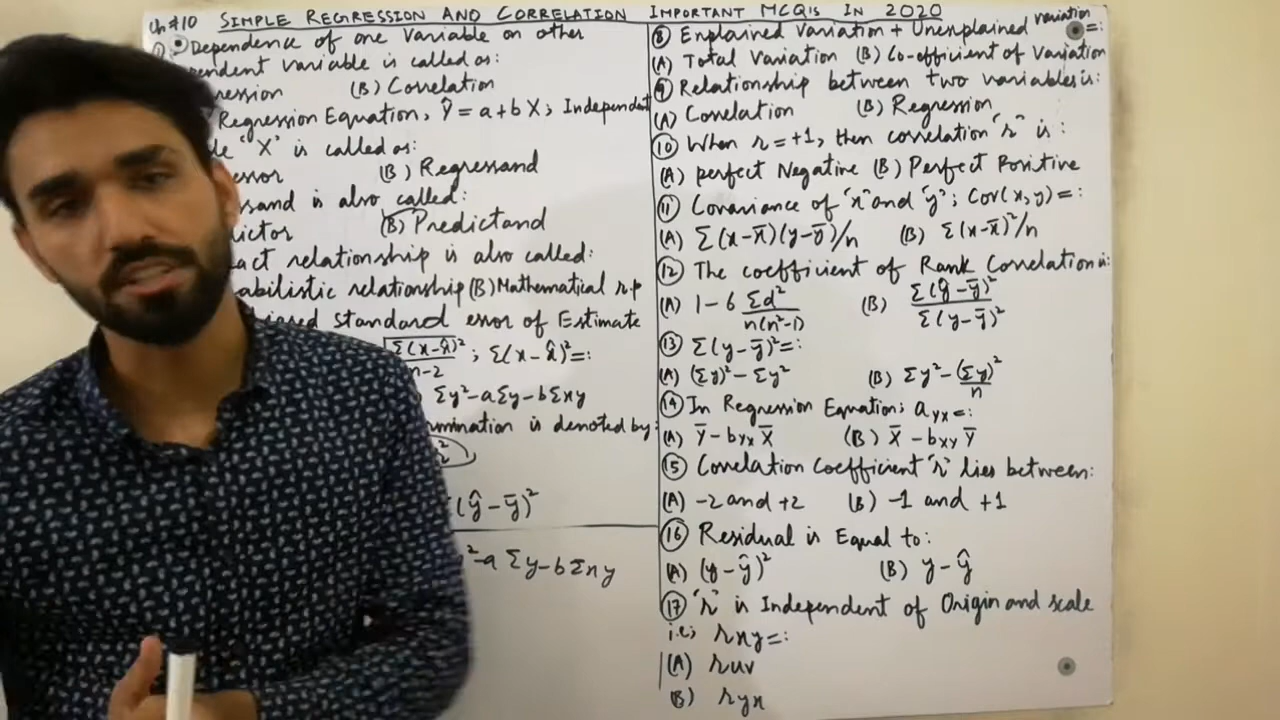 Ch #10 SIMPLE REGRESSION AND CORRELATION IMPORTANT MCQ'S IN 2020
Dependence of one variable on other
pendent variable is called as:
ression (B) Correlation
Regression Equation, Ŷ = a + b X; Independent
le "X" is called as:
essor (B) Regressand
ssand is also called:
ictor (B) Predictand
act relationship is also called:
abilistic relationship (B) Mathematical r.p
iased standard error of Estimate
√Σ(x-x̂)²/n-2 ; Σ(x-x̂)²=:
Σy²-aΣy-bΣxy
rmination is denoted by:
(ŷ-ȳ)²
²-a Σy-bΣxy
⑧ Explained Variation + Unexplained variation =:
(A) Total Variation (B) Co-efficient of Variation
⑨ Relationship between two variables is:
(A) Correlation (B) Regression
⑩ When r = +1, then correlation "r" is:
(A) perfect Negative (B) Perfect Positive
⑪ Covariance of "x" and "y"; Cov(x,y)=:
(A) Σ(x-x̄)(y-ȳ)/n (B) Σ(x-x̄)²/n
⑫ The coefficient of Rank Correlation is:
(A) 1-6 Σd²/n(n²-1) (B) Σ(ŷ-ȳ)²/Σ(y-ȳ)²
⑬ Σ(y-ȳ)²=:
(A) (Σy)²-Σy² (B) Σy²-(Σy)²/n
⑭ In Regression Equation; ayx=:
(A) Ȳ-byx X̄ (B) X̄-bxy Ȳ
⑮ Correlation Coefficient "r" lies between:
(A) -2 and +2 (B) -1 and +1
⑯ Residual is Equal to:
(A) (y-ŷ)² (B) y-ŷ
⑰ "r" is Independent of Origin and scale
i.e; rxy=:
(A) ruv
(B) ryx